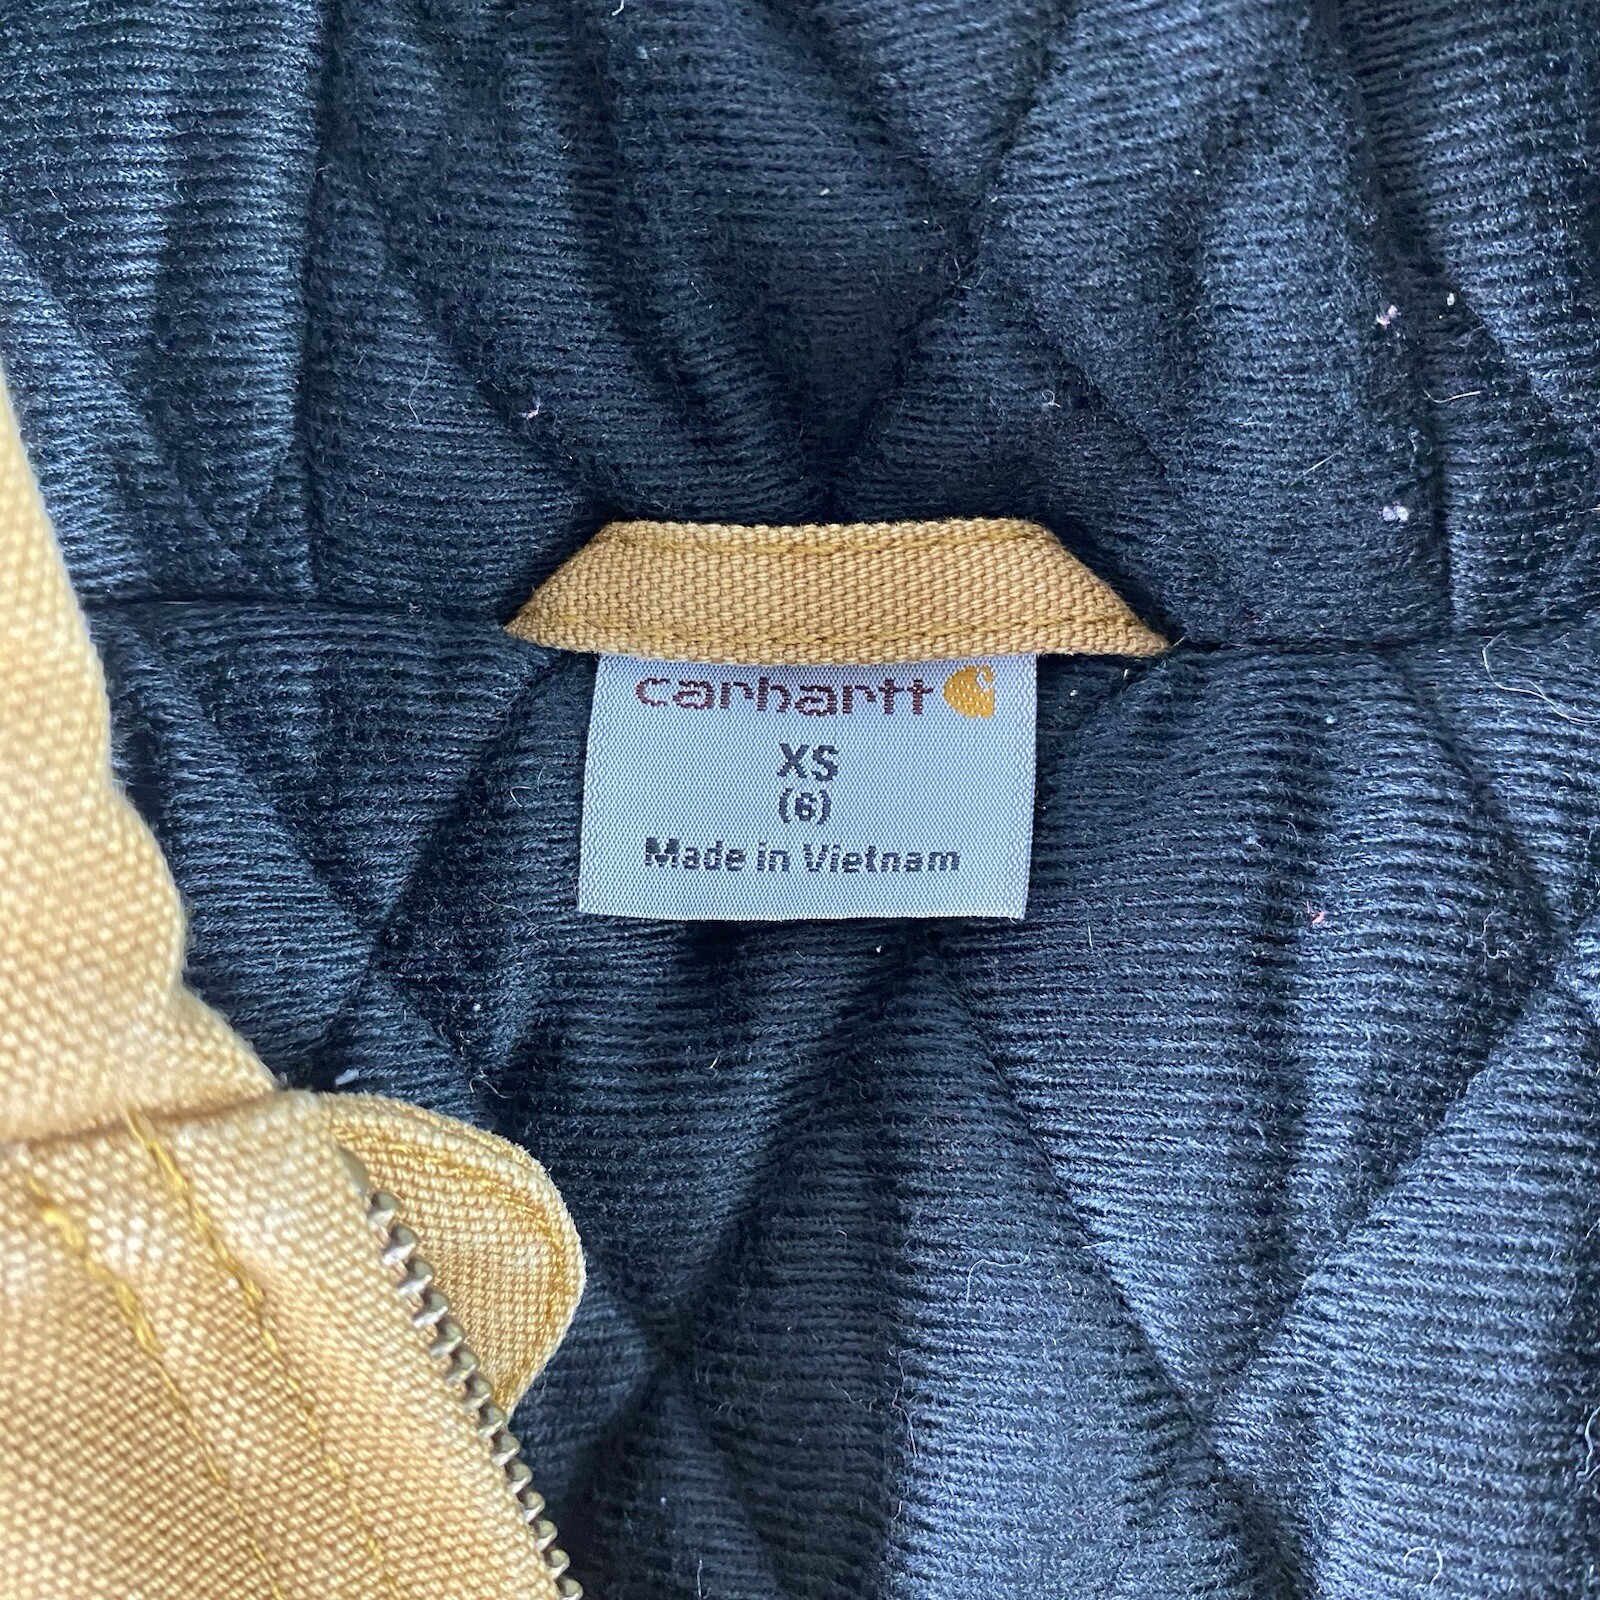 carhartt
XS
(6)
Made in Vietnam